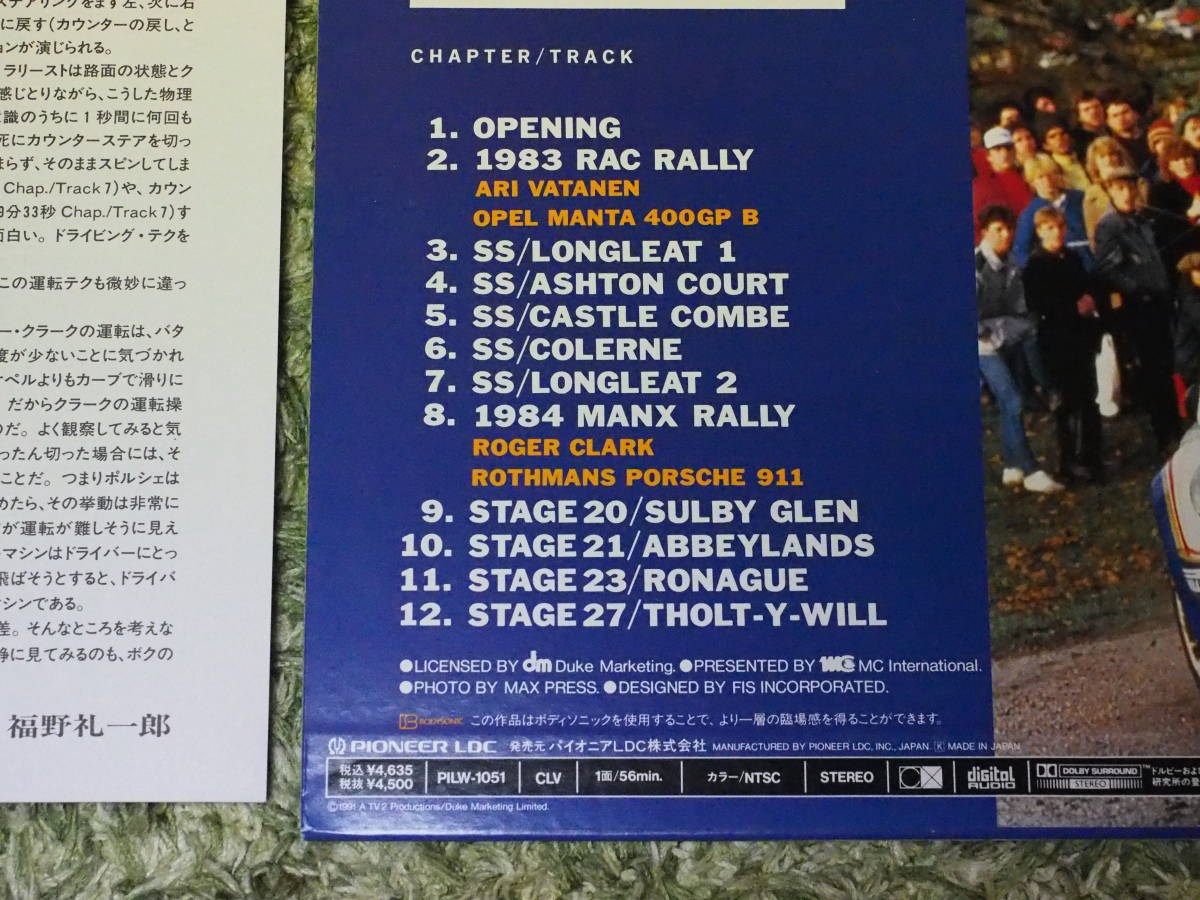 ステアリングをまず左、次に右
に戻す(カウンターの戻し、と
ョンが演じられる。
ラリーストは路面の状態とク
感じとりながら、こうした物理
識のうちに1秒間に何回も
死にカウンターステアを切っ
まらず、そのままスピンしてしま
Chap./Track 7)や、カウン
9分33秒 Chap./Track 7)す
面白い。ドライビング・テクを
この運転テクも微妙に違っ
ー・クラークの運転は、バタ
度が少ないことに気づかれ
オペルよりもカーブで滑りに
だからクラークの運転操
のだ。よく観察してみると気
ったん切った場合には、そ
ことだ。つまりポルシェは
めたら、その挙動は非常に
が運転が難しそうに見え
マシンはドライバーにとっ
飛ばそうとすると、ドライバ
マシンである。
差。そんなところを考えな
静に見てみるのも、ボクの
福野礼一郎
CHAPTER/TRACK
1. OPENING
2. 1983 RAC RALLY
ARI VATANEN
OPEL MANTA 400GP B
3. SS/LONGLEAT 1
4. SS/ASHTON COURT
5. SS/CASTLE COMBE
6. SS/COLERNE
7. SS/LONGLEAT 2
8. 1984 MANX RALLY
ROGER CLARK
ROTHMANS PORSCHE 911
9. STAGE 20/SULBY GLEN
10. STAGE 21/ABBEYLANDS
11. STAGE 23/RONAGUE
12. STAGE 27/THOLT-Y-WILL
●LICENSED BY dm Duke Marketing. ●PRESENTED BY MC MC International.
●PHOTO BY MAX PRESS. ●DESIGNED BY FIS INCORPORATED.
BODYSONIC この作品はボディソニックを使用することで、より一層の臨場感を得ることができます。
PIONEER LDC 発売元 パイオニアLDC株式会社 MANUFACTURED BY PIONEER LDC, INC., JAPAN. K MADE IN JAPAN
税込 ¥4,635 税抜 ¥4,500 PILW-1051 CLV 1面/56min. カラー/NTSC STEREO digital AUDIO DOLBY SURROUND STEREO ™ドルビーおよ 研究所の登
©1991 A TV2 Productions/Duke Marketing Limited.